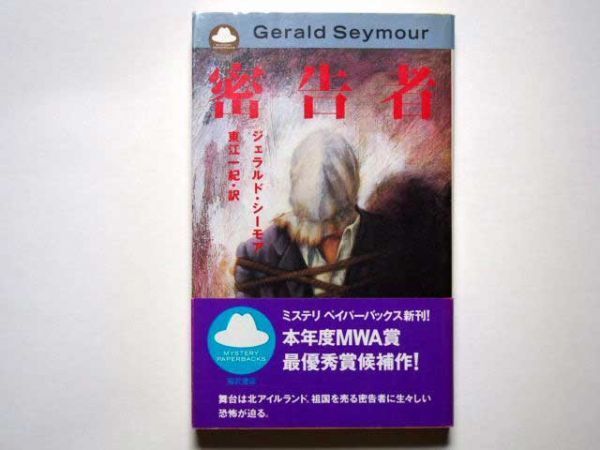 Gerald Seymour
密告者
ジェラルド・シーモア
東江一紀・訳
ミステリ ペイパーバックス新刊!
本年度MWA賞
最優秀賞候補作!
MYSTERY
PAPERBACKS
福武書店
舞台は北アイルランド。祖国を売る密告者に生々しい
恐怖が迫る。